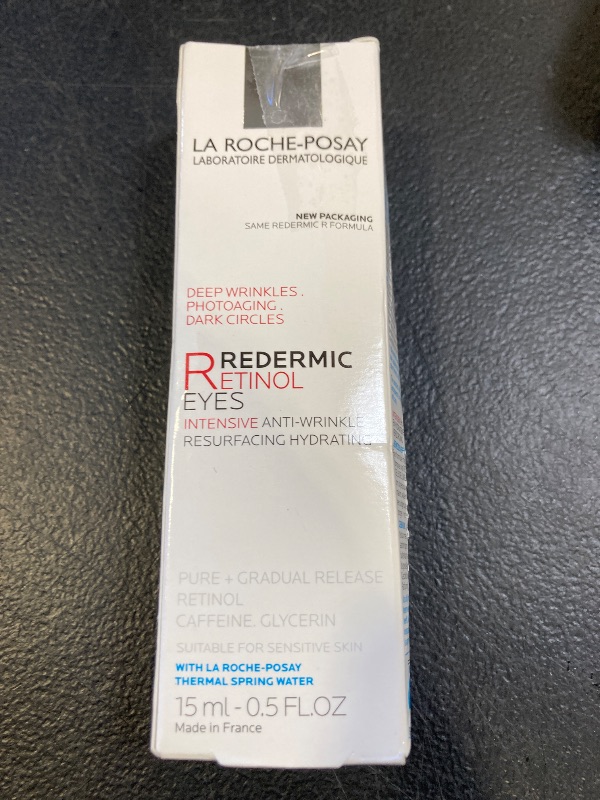 LA ROCHE-POSAY
LABORATOIRE DERMATOLOGIQUE
NEW PACKAGING
SAME REDERMIC R FORMULA
DEEP WRINKLES .
PHOTOAGING .
DARK CIRCLES
REDERMIC
RETINOL
EYES
INTENSIVE ANTI-WRINKLE
RESURFACING HYDRATING
PURE + GRADUAL RELEASE
RETINOL
CAFFEINE. GLYCERIN
SUITABLE FOR SENSITIVE SKIN
WITH LA ROCHE-POSAY
THERMAL SPRING WATER
15 ml - 0.5 FL.OZ
Made in France